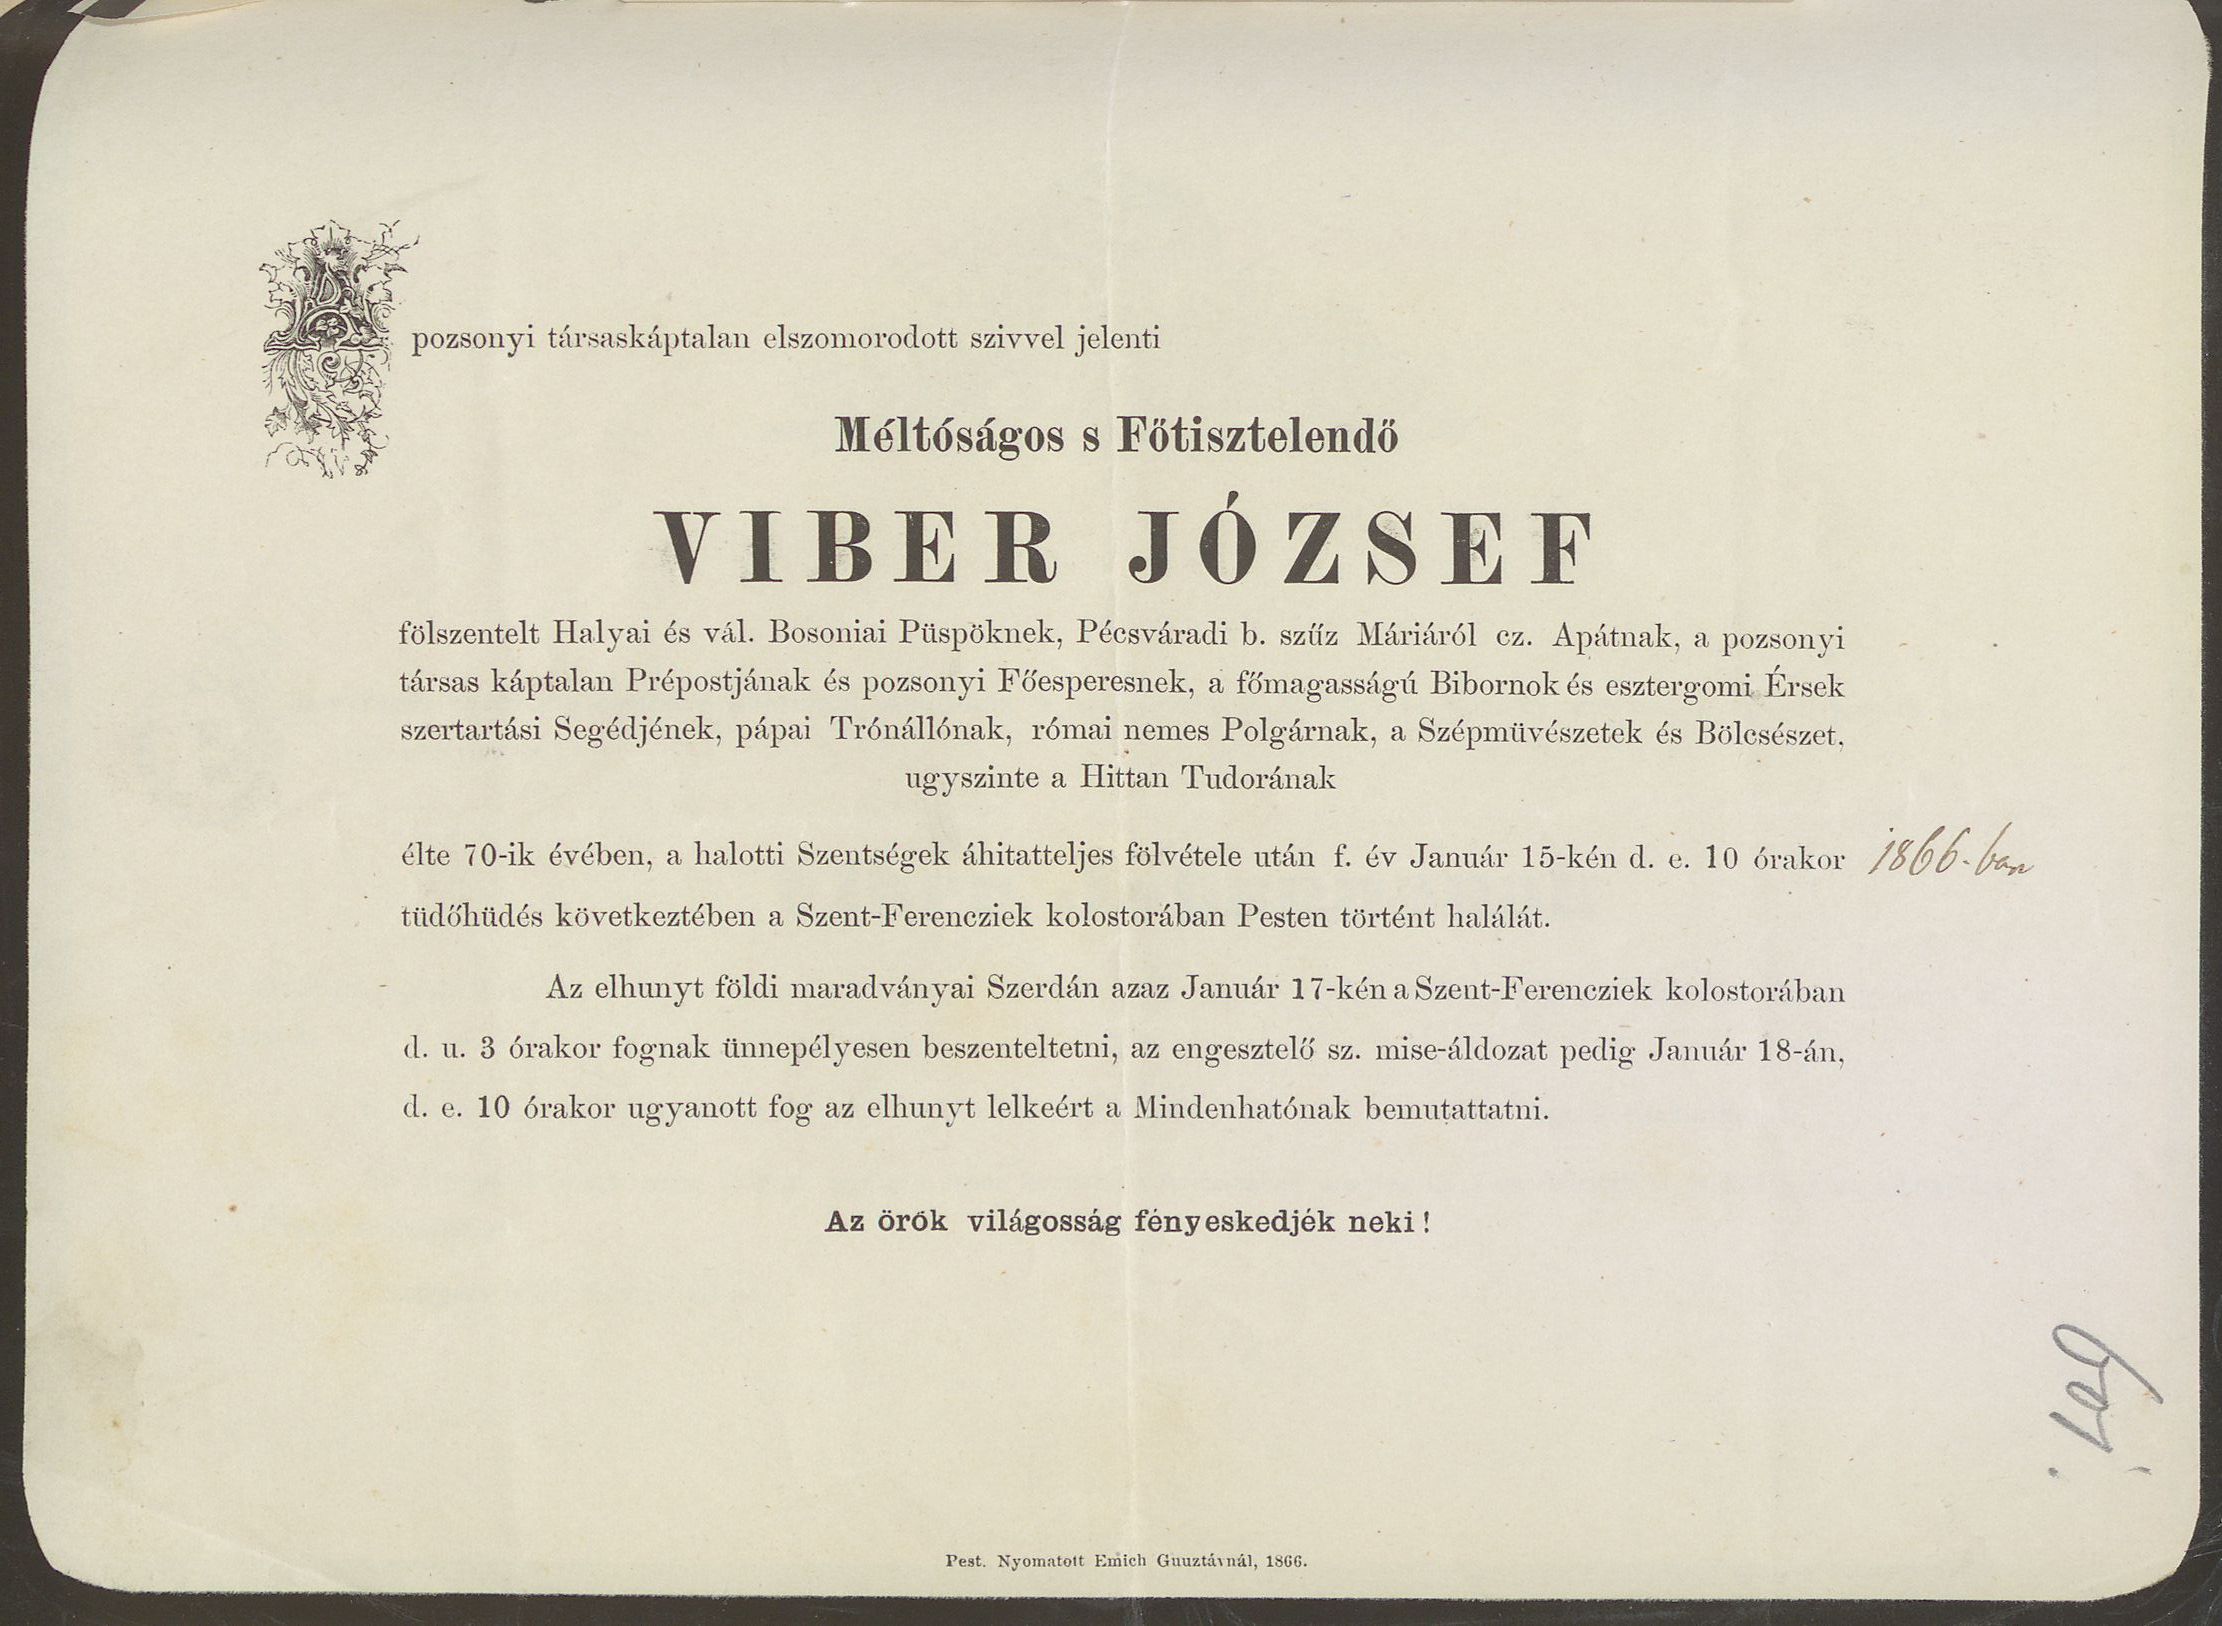 A pozsonyi társaskáptalan elszomorodott szivvel jelenti
Méltóságos s Főtisztelendő
VIBER JÓZSEF
fölszentelt Halyai és vál. Bosoniai Püspöknek, Pécsváradi b. szűz Máriáról cz. Apátnak, a pozsonyi
társas káptalan Prépostjának és pozsonyi Főesperesnek, a főmagasságú Bibornok és esztergomi Érsek
szertartási Segédjének, pápai Trónállónak, római nemes Polgárnak, a Szépmüvészetek és Bölcsészet,
ugyszinte a Hittan Tudorának
élte 70-ik évében, a halotti Szentségek áhitatteljes fölvétele után f. év Január 15-kén d. e. 10 órakor 1866-ban
tüdőhüdés következtében a Szent-Ferencziek kolostorában Pesten történt halálát.
Az elhunyt földi maradványai Szerdán azaz Január 17-kén a Szent-Ferencziek kolostorában
d. u. 3 órakor fognak ünnepélyesen beszenteltetni, az engesztelő sz. mise-áldozat pedig Január 18-án,
d. e. 10 órakor ugyanott fog az elhunyt lelkeért a Mindenhatónak bemutattatni.
Az örök világosság fényeskedjék neki !
Pest. Nyomatott Emich Guuztávnál, 1866.